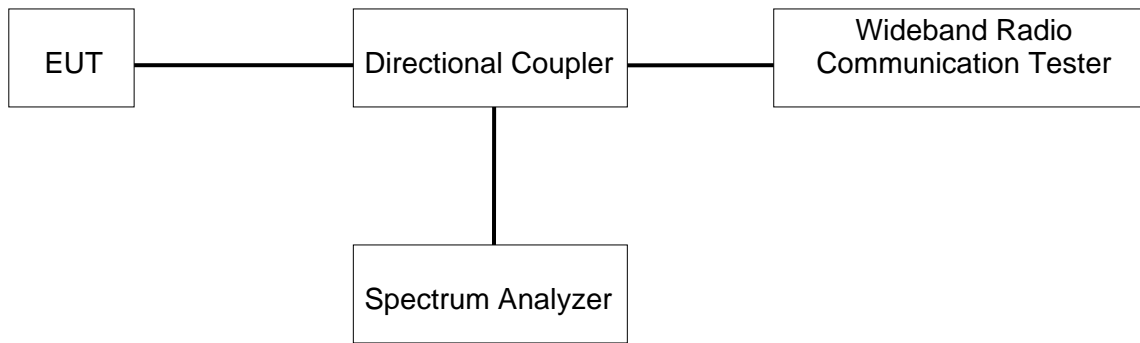 EUT
Directional Coupler
Wideband Radio
Communication Tester
Spectrum Analyzer